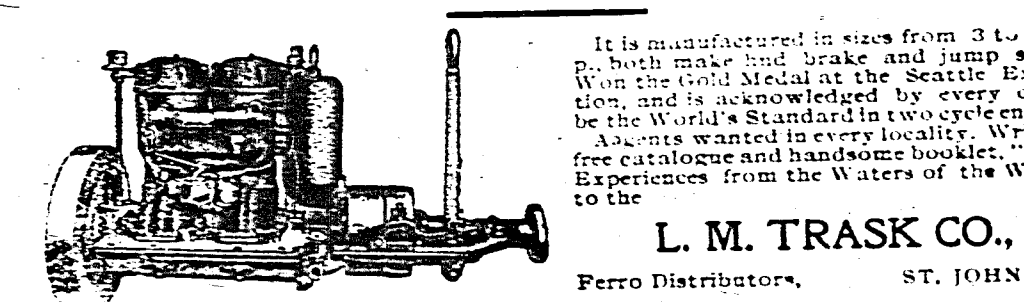 It is manufactured in sizes from 3 to
p., both make hnd brake and jump s
Won the Gold Medal at the Seattle Ex
tion, and is acknowledged by every
be the World's Standard in two cycle en
Agents wanted in every locality. Wr
free catalogue and handsome booklet, "
Experiences from the Waters of the W
to the
L. M. TRASK CO.,
Ferro Distributors, ST. JOHN